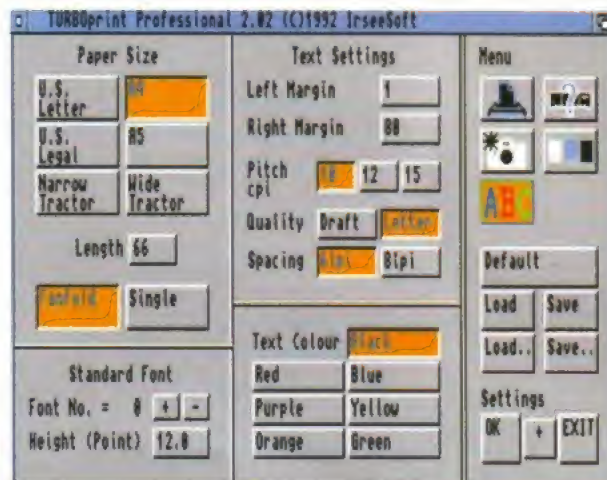 TURBOprint Professional 2.02 (C)1992 IrseeSoft
Paper Size
U.S. Letter
A4
U.S. Legal
A5
Narrow Tractor
Wide Tractor
Length 66
Fanfold
Single
Standard Font
Font No. = 0 + -
Height (Point) 12.0
Text Settings
Left Margin 1
Right Margin 80
Pitch cpi 10 12 15
Quality Draft Letter
Spacing 6lpi 8lpi
Text Colour Black
Red Blue
Purple Yellow
Orange Green
Menu
ABC
Default
Load Save
Load.. Save..
Settings
OK + EXIT